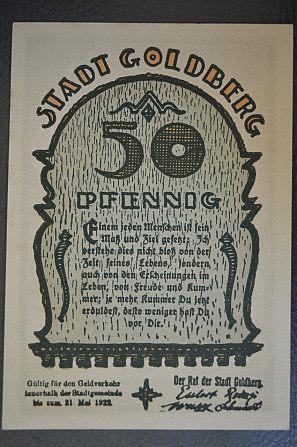 STADT GOLDBERG
50
PFENNIG
Einem jeden Menschen ist sein
Maß und Ziel gesetzt; Ich
verstehe dies nicht bloß von der
Zeit seines Lebens, sondern
auch von den Erscheinungen im
Leben, von Freude und Kum-
mer; je mehr Kummer Du jetzt
erduldest, desto weniger hast Du
vor Dir.
Gültig für den Geldverkehr
innerhalb der Stadtgemeinde
bis zum 31. Mai 1922.
Der Rat der Stadt Goldberg.